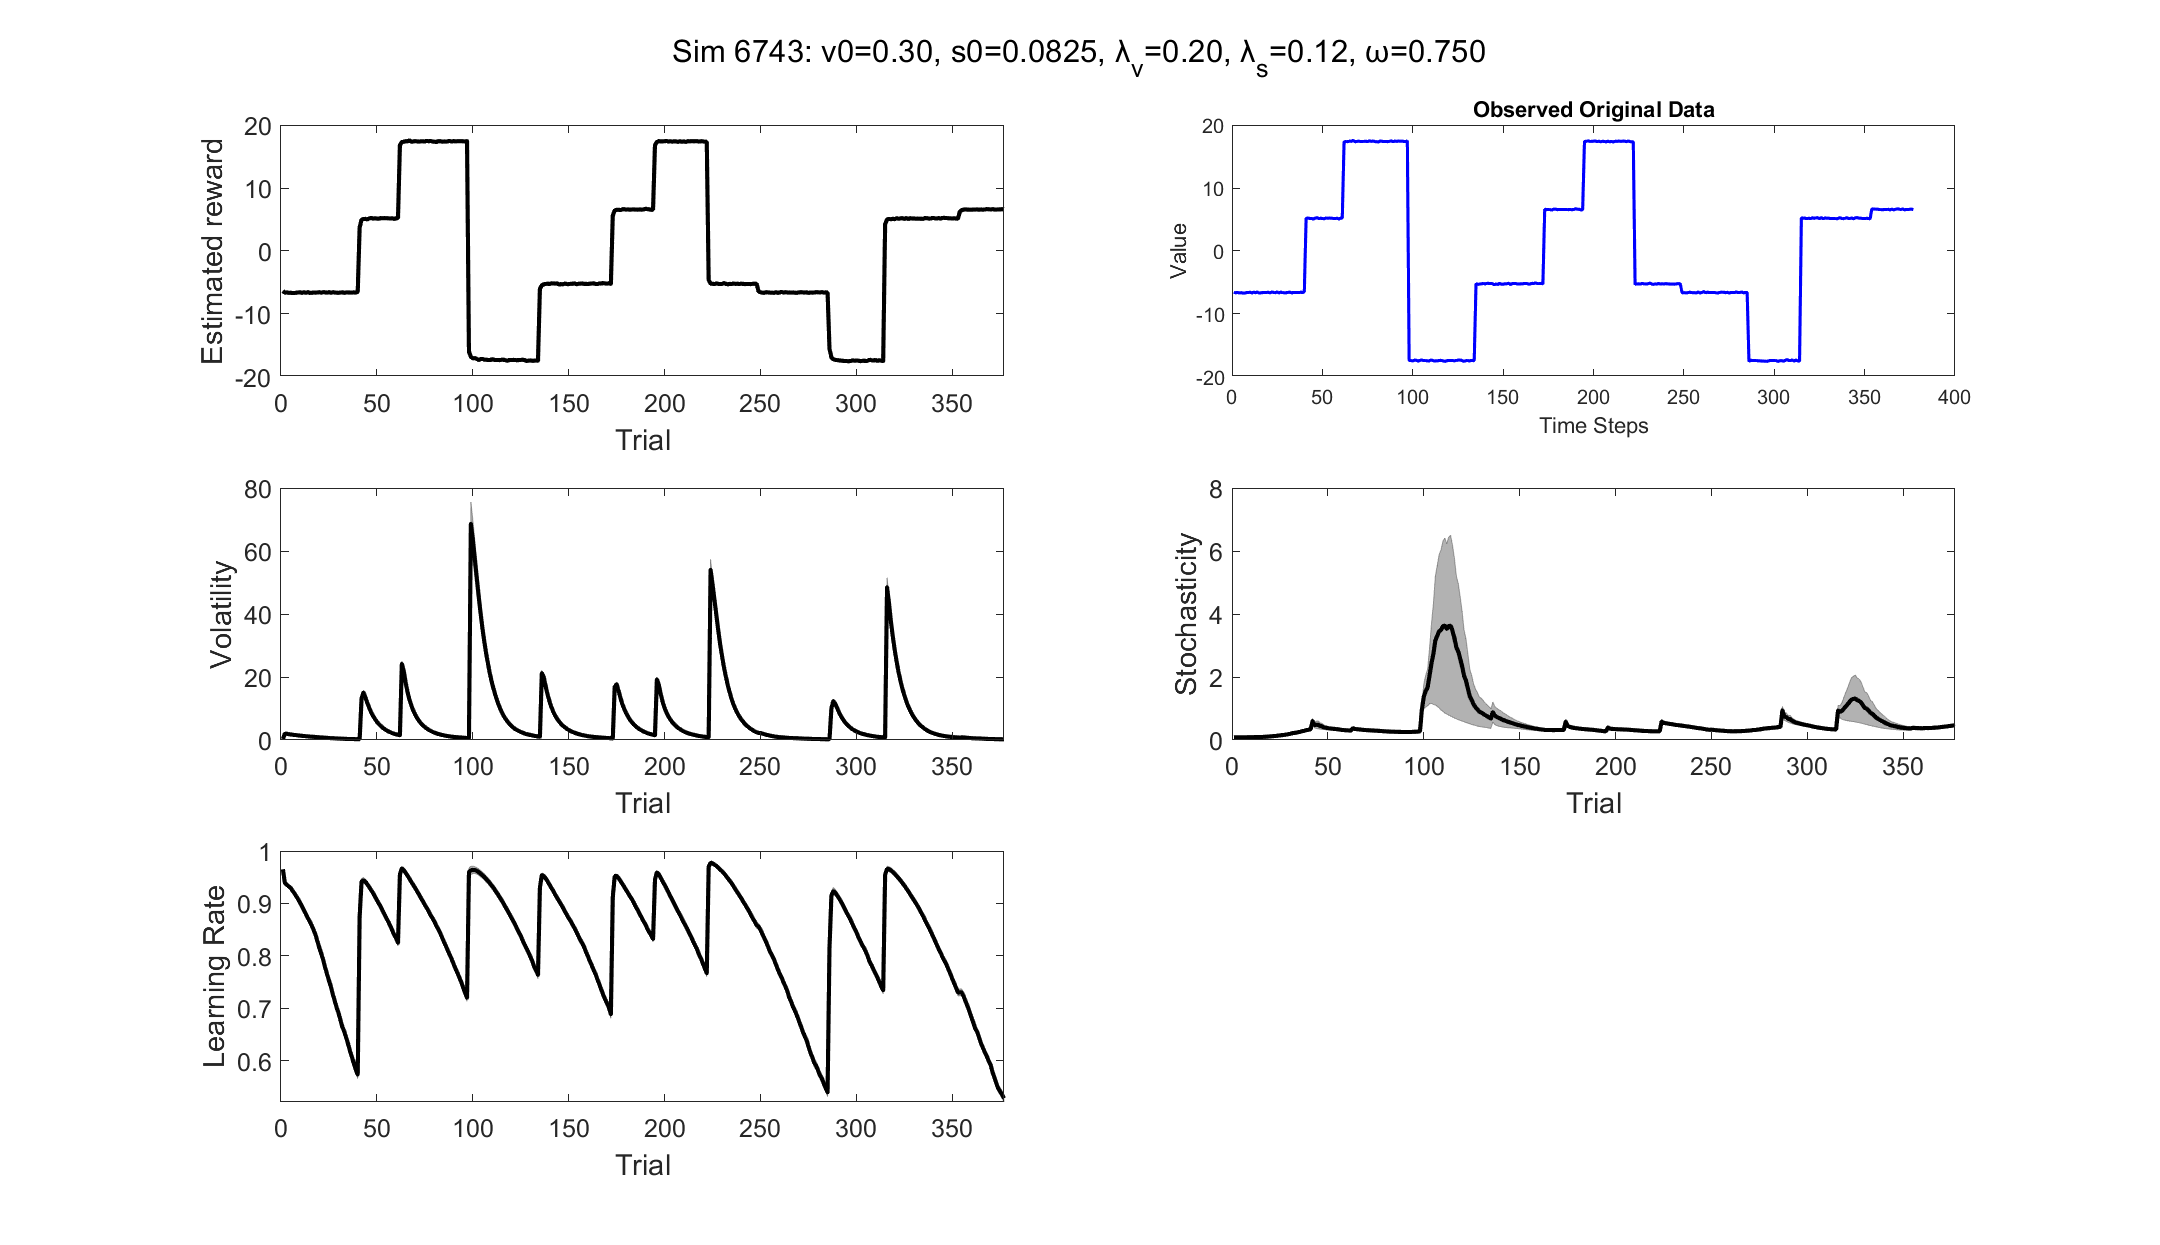 Sim 6743: v0=0.30, s0=0.0825, λ_v=0.20, λ_s=0.12, ω=0.750
20
10
0
-10
-20
Estimated reward
0 50 100 150 200 250 300 350
Trial
Observed Original Data
20
10
0
-10
-20
Value
0 50 100 150 200 250 300 350 400
Time Steps
80
60
40
20
0
Volatility
0 50 100 150 200 250 300 350
Trial
8
6
4
2
0
Stochasticity
0 50 100 150 200 250 300 350
Trial
1
0.9
0.8
0.7
0.6
Learning Rate
0 50 100 150 200 250 300 350
Trial